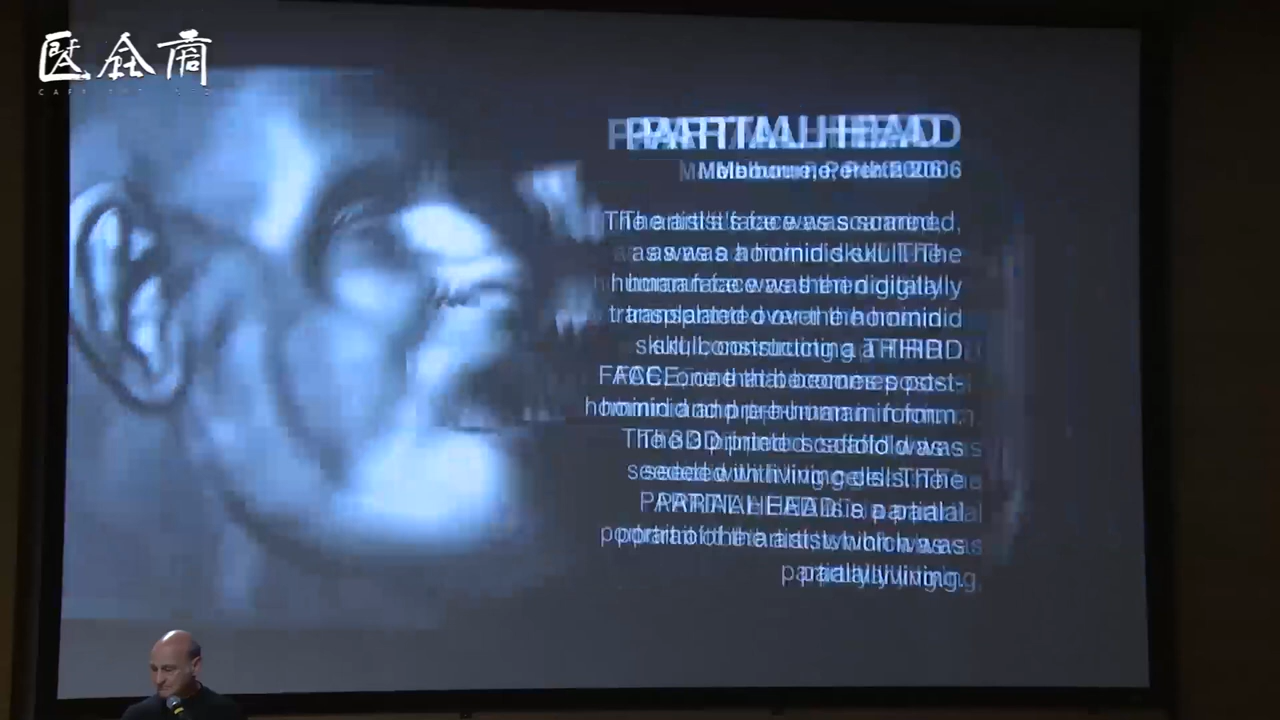 PARTIAL HEAD
Melbourne, Perth 2006
The artist's face was scanned,
as was a hominid skull. The
human face was then digitally
transplanted over the hominid
skull, constructing a THIRD
FACE, one that becomes post-
hominid and pre-human in form.
The 3D printed scaffold was
seeded with living cells. The
PARTIAL HEAD is a partial
portrait of the artist, which was
partially living.